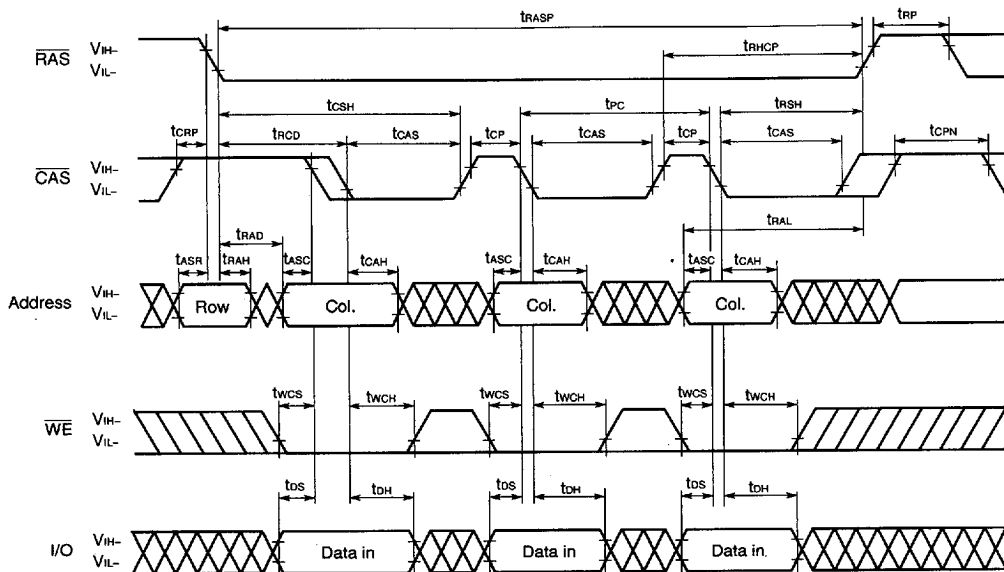 tRASP tRP
RAS VIH– VIL–
tRHCP
tCSH tPC tRSH
tCRP tRCD tCAS tCP tCAS tCP tCAS tCPN
CAS VIH– VIL–
tRAD tRAL
tASR tRAH tASC tCAH tASC tCAH tASC tCAH
Address VIH– VIL– Row Col. Col. Col.
tWCS tWCH tWCS tWCH tWCS tWCH
WE VIH– VIL–
tDS tDH tDS tDH tDS tDH
I/O VIH– VIL– Data in Data in Data in